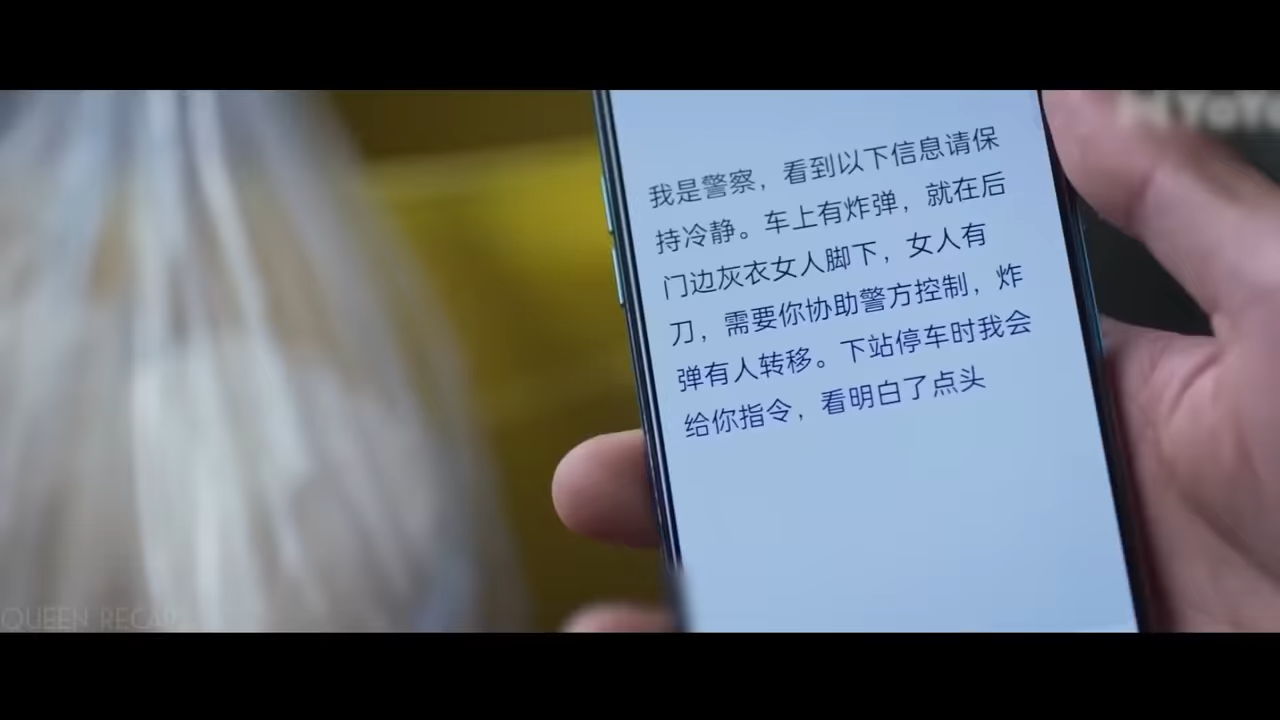 我是警察，看到以下信息请保
持冷静。车上有炸弹，就在后
门边灰衣女人脚下，女人有
刀，需要你协助警方控制，炸
弹有人转移。下站停车时我会
给你指令，看明白了点头
QUEEN RECAP